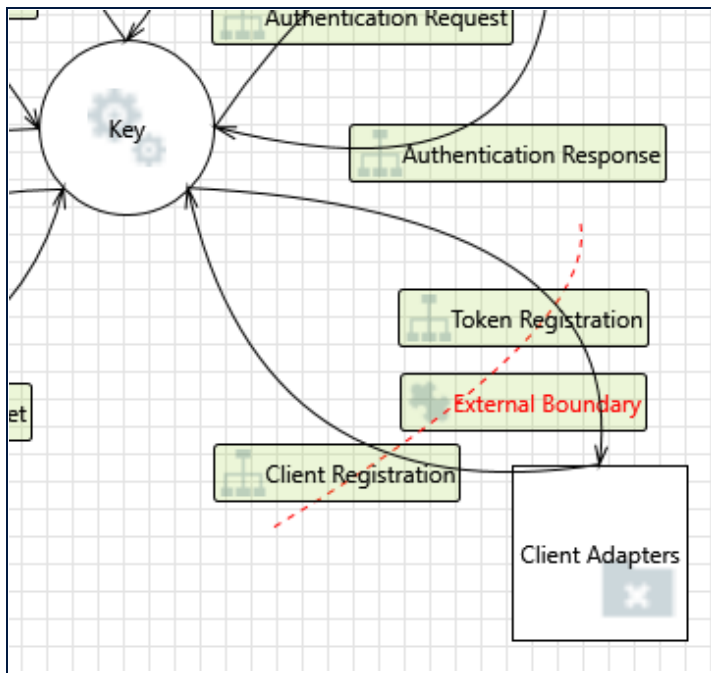 Authentication Request
Key
Authentication Response
Token Registration
External Boundary
et
Client Registration
Client Adapters